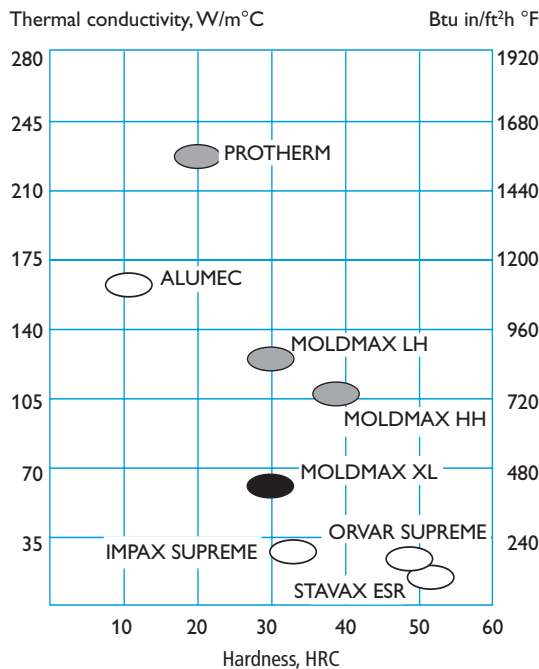 Thermal conductivity, W/m°C Btu in/ft²h °F
280 1920
245 1680
PROTHERM
210 1440
175 1200
ALUMEC
140 960
MOLDMAX LH
105 720
MOLDMAX HH
70 480
MOLDMAX XL
35 240
ORVAR SUPREME
IMPAX SUPREME
STAVAX ESR
10 20 30 40 50 60
Hardness, HRC